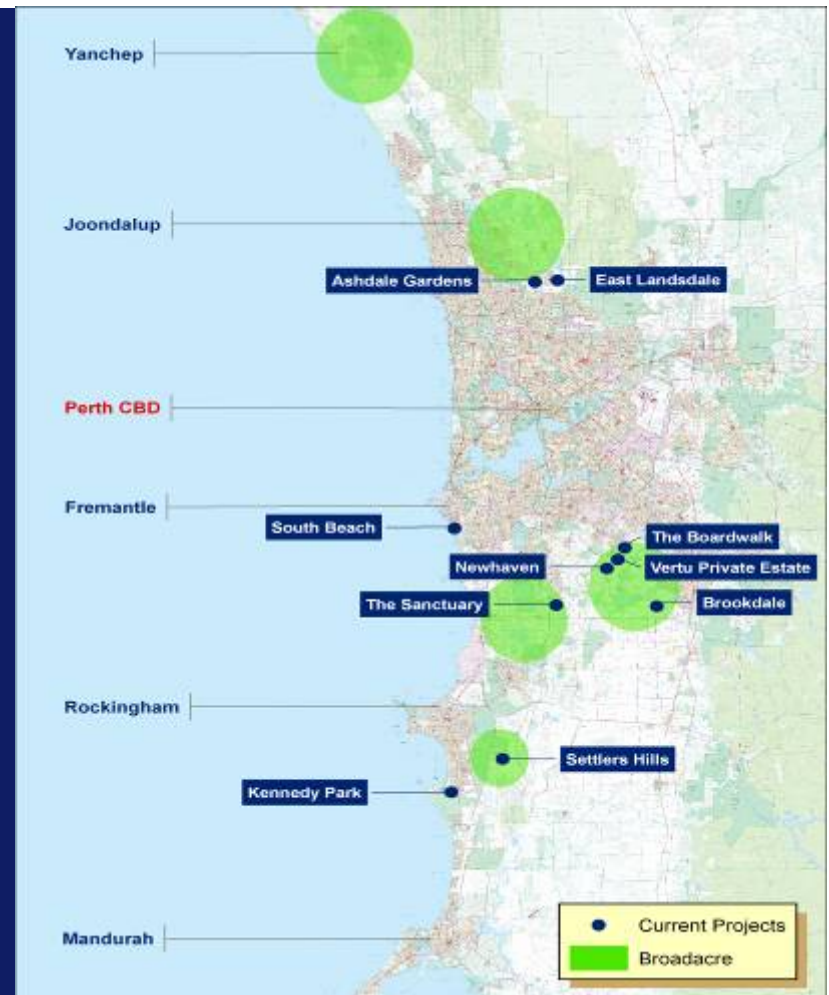 Yanchep
Joondalup
Ashdale Gardens
East Landsdale
Perth CBD
Fremantle
South Beach
The Boardwalk
Newhaven
Vertu Private Estate
The Sanctuary
Brookdale
Rockingham
Settlers Hills
Kennedy Park
Mandurah
Current Projects
Broadacre